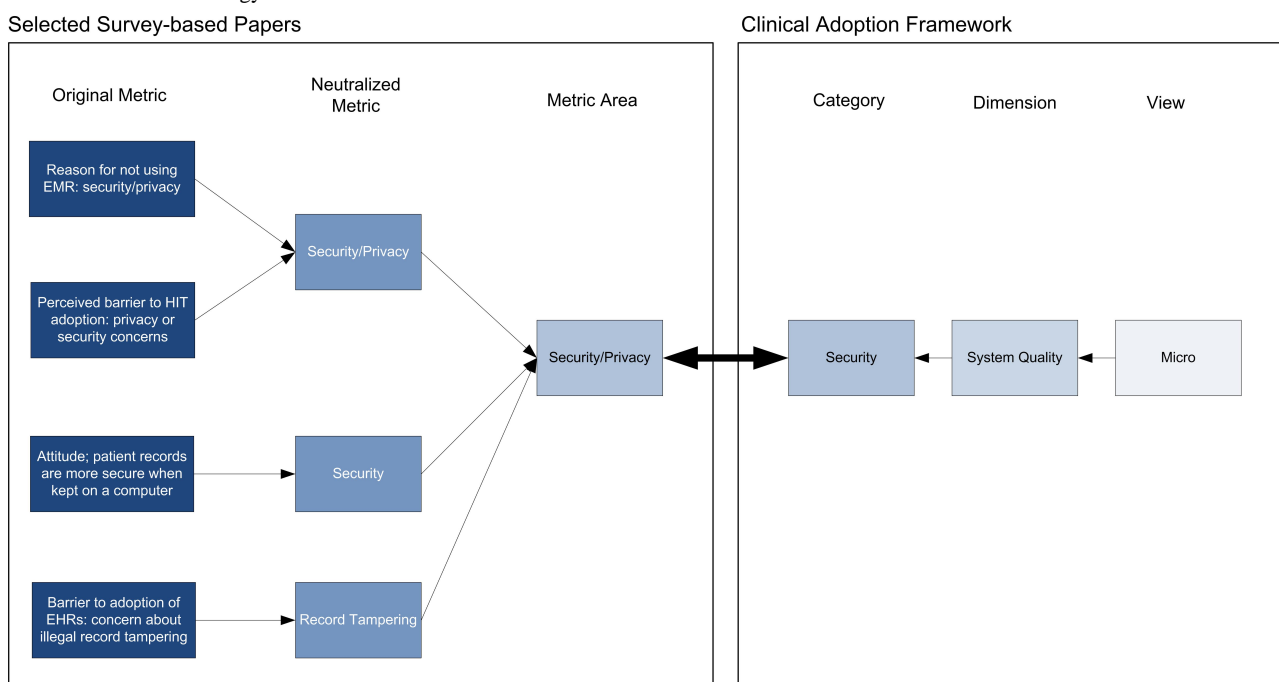 Selected Survey-based Papers
Clinical Adoption Framework
Original Metric
Neutralized
Metric
Metric Area
Category
Dimension
View
Reason for not using
EMR: security/privacy
Security/Privacy
Perceived barrier to HIT
adoption: privacy or
security concerns
Security/Privacy
Security
System Quality
Micro
Attitude; patient records
are more secure when
kept on a computer
Security
Barrier to adoption of
EHRs: concern about
illegal record tampering
Record Tampering